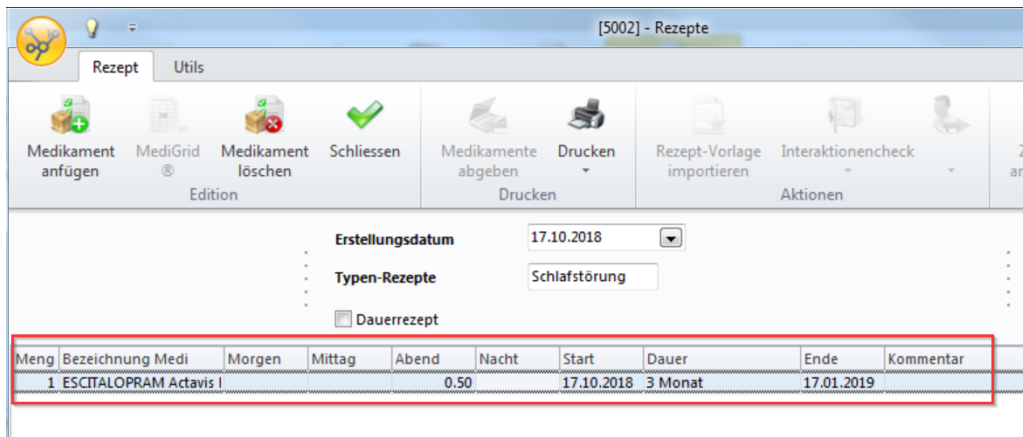 [5002] - Rezepte
Rezept Utils
Medikament anfügen
MediGrid ®
Medikament löschen
Schliessen
Medikamente abgeben
Drucken
Rezept-Vorlage importieren
Interaktionencheck
Edition Drucken Aktionen
Erstellungsdatum 17.10.2018
Typen-Rezepte Schlafstörung
Dauerrezept
Meng Bezeichnung Medi Morgen Mittag Abend Nacht Start Dauer Ende Kommentar
1 ESCITALOPRAM Actavis 0.50 17.10.2018 3 Monat 17.01.2019